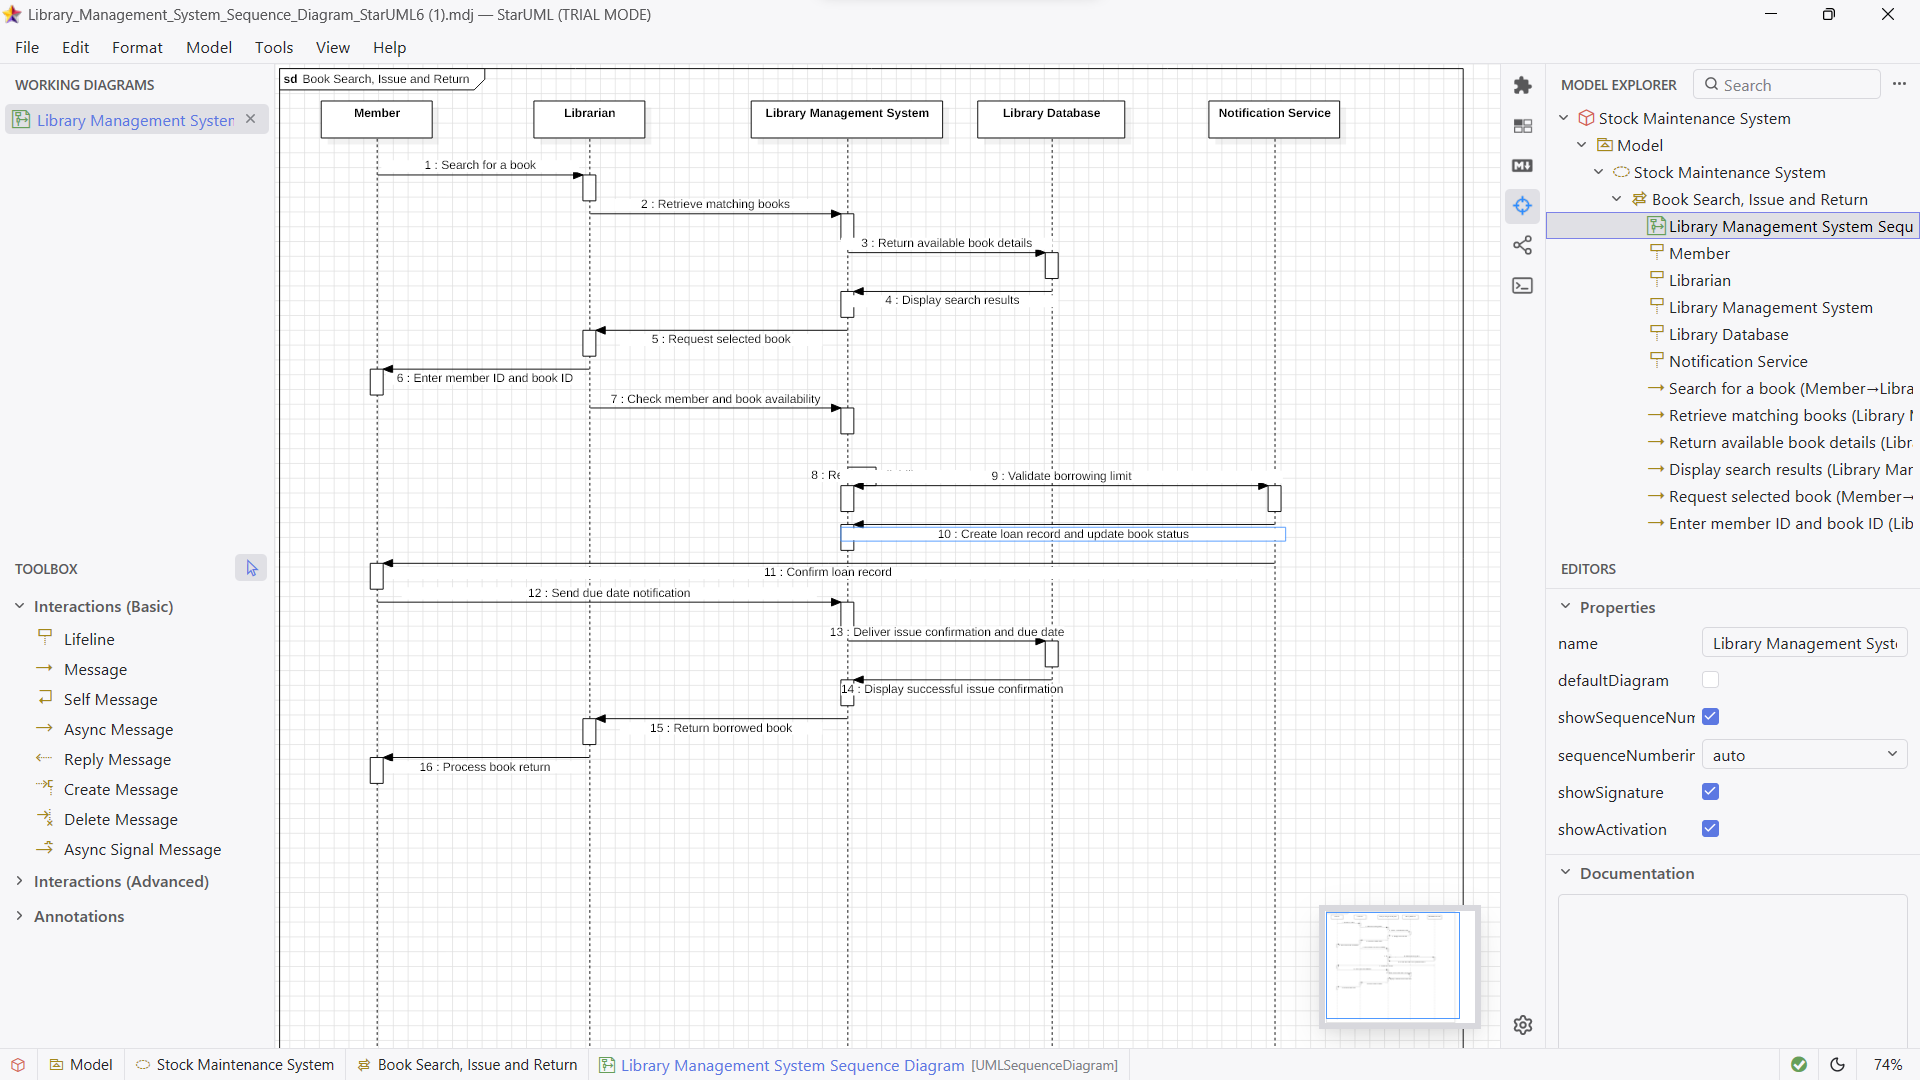 Library_Management_System_Sequence_Diagram_StarUML6 (1).mdj — StarUML (TRIAL MODE)
File Edit Format Model Tools View Help
WORKING DIAGRAMS
Library Management System
sd Book Search, Issue and Return
Member
Librarian
Library Management System
Library Database
Notification Service
1 : Search for a book
2 : Retrieve matching books
3 : Return available book details
4 : Display search results
5 : Request selected book
6 : Enter member ID and book ID
7 : Check member and book availability
8 : Re
9 : Validate borrowing limit
10 : Create loan record and update book status
11 : Confirm loan record
12 : Send due date notification
13 : Deliver issue confirmation and due date
14 : Display successful issue confirmation
15 : Return borrowed book
16 : Process book return
TOOLBOX
Interactions (Basic)
Lifeline
Message
Self Message
Async Message
Reply Message
Create Message
Delete Message
Async Signal Message
Interactions (Advanced)
Annotations
MODEL EXPLORER
Search
Stock Maintenance System
Model
Stock Maintenance System
Book Search, Issue and Return
Library Management System Sequ
Member
Librarian
Library Management System
Library Database
Notification Service
Search for a book (Member→Libra
Retrieve matching books (Library
Return available book details (Libr
Display search results (Library Mar
Request selected book (Member→
Enter member ID and book ID (Lib
EDITORS
Properties
name Library Management Syst
defaultDiagram
showSequenceNum
sequenceNumberin auto
showSignature
showActivation
Documentation
Model Stock Maintenance System Book Search, Issue and Return Library Management System Sequence Diagram [UMLSequenceDiagram] 74%